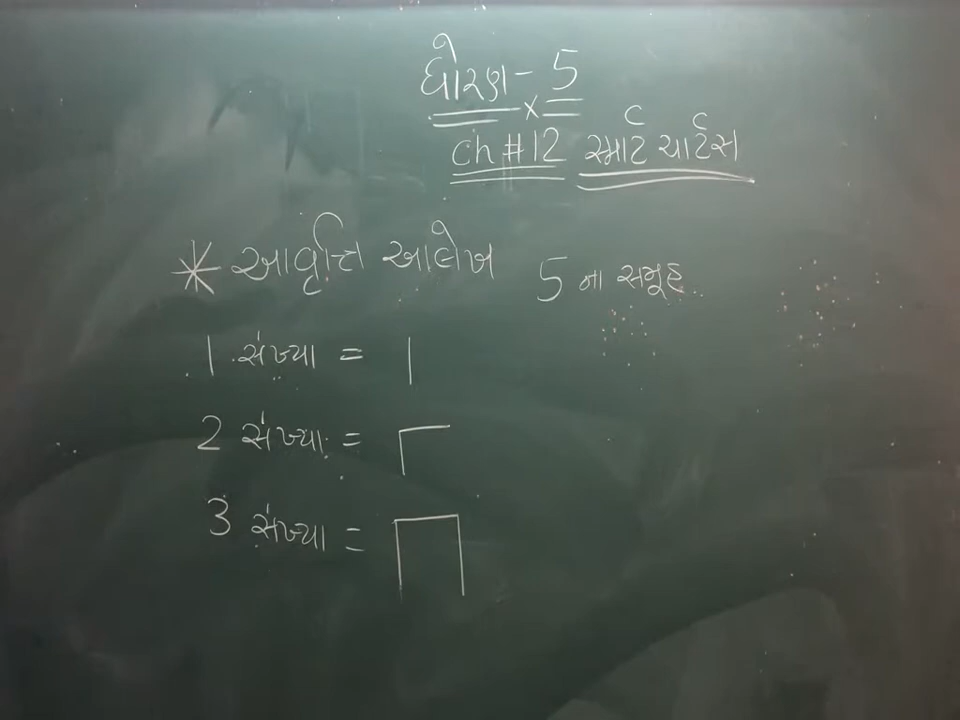 ધોરણ - 5
ch #12 સ્માર્ટ ચાર્ટસ
* આવૃત્તિ આલેખ 5 ના સમૂહ
1 સંખ્યા = |
2 સંખ્યા =
3 સંખ્યા =